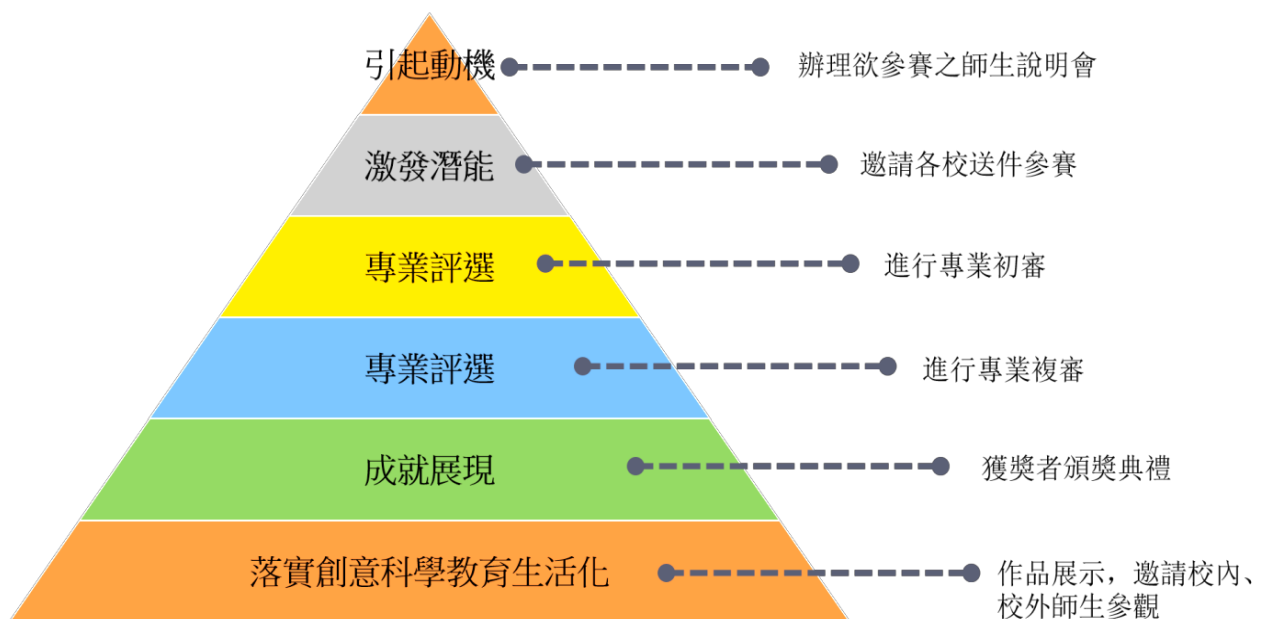 引起動機
辦理欲參賽之師生說明會
激發潛能
邀請各校送件參賽
專業評選
進行專業初審
專業評選
進行專業複審
成就展現
獲獎者頒獎典禮
落實創意科學教育生活化
作品展示，邀請校內、
校外師生參觀